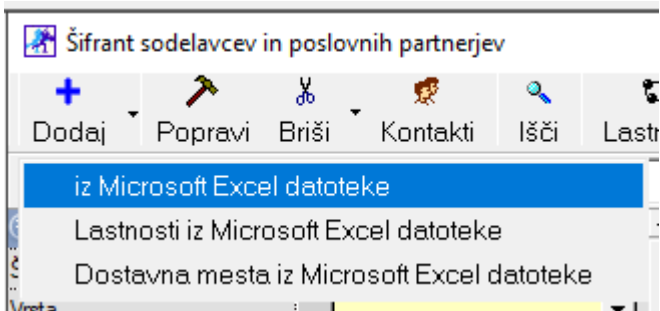 Šifrant sodelavcev in poslovnih partnerjev
Dodaj Popravi Briši Kontakti Išči
iz Microsoft Excel datoteke
Lastnosti iz Microsoft Excel datoteke
Dostavna mesta iz Microsoft Excel datoteke
Vrsta